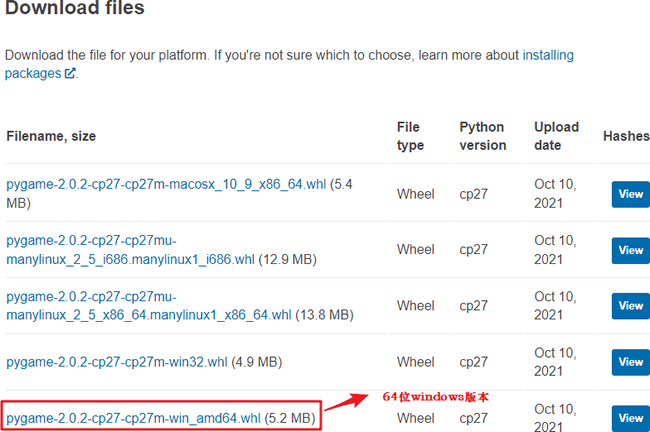 Download files
Download the file for your platform. If you're not sure which to choose, learn more about installing
packages.
Filename, size
File
type
Python
version
Upload
date
Hashes
pygame-2.0.2-cp27-cp27m-macosx_10_9_x86_64.whl (5.4
MB)
Wheel
cp27
Oct 10,
2021
View
pygame-2.0.2-cp27-cp27mu-
manylinux_2_5_i686.manylinux1_i686.whl (12.9 MB)
Wheel
cp27
Oct 10,
2021
View
pygame-2.0.2-cp27-cp27mu-
manylinux_2_5_x86_64.manylinux1_x86_64.whl (13.8 MB)
Wheel
cp27
Oct 10,
2021
View
pygame-2.0.2-cp27-cp27m-win32.whl (4.9 MB)
Wheel
cp27
Oct 10,
2021
View
64位windows版本
pygame-2.0.2-cp27-cp27m-win_amd64.whl (5.2 MB)
Wheel
cp27
Oct 10,
2021
View